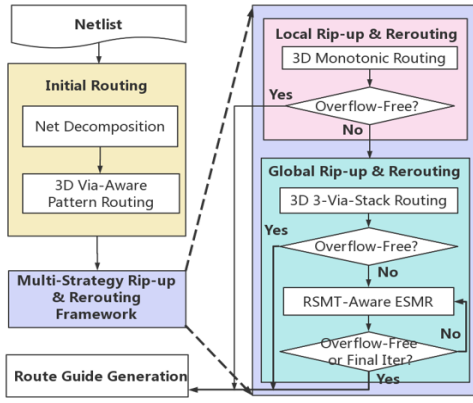 Netlist
Initial Routing
Net Decomposition
3D Via-Aware
Pattern Routing
Multi-Strategy Rip-up
& Rerouting
Framework
Route Guide Generation
Local Rip-up & Rerouting
3D Monotonic Routing
Yes
Overflow-Free?
No
Global Rip-up & Rerouting
3D 3-Via-Stack Routing
Yes
Overflow-Free?
No
RSMT-Aware ESMR
No
Overflow-Free
or Final Iter?
Yes